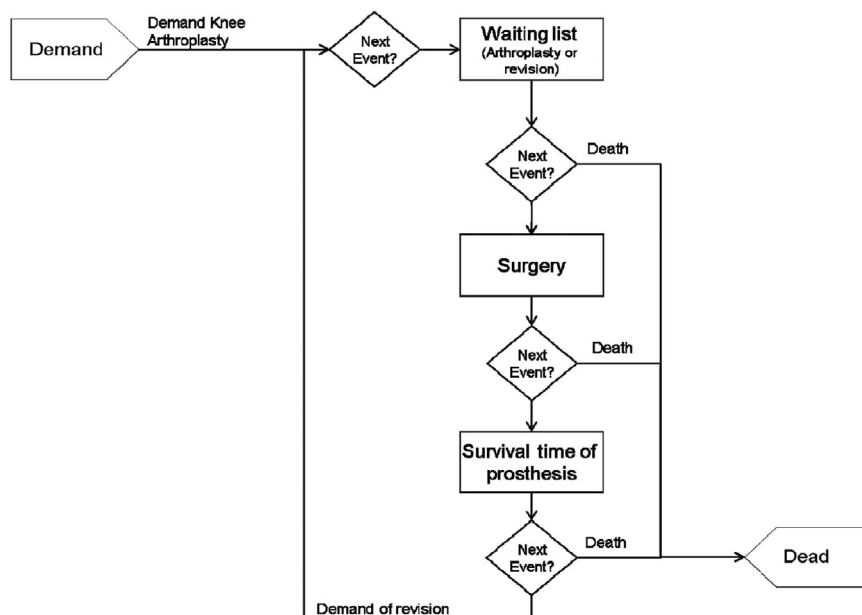 Demand
Demand Knee
Arthroplasty
Next
Event?
Waiting list
(Arthroplasty or
revision)
Next
Event?
Death
Surgery
Next
Event?
Death
Survival time of
prosthesis
Next
Event?
Death
Dead
Demand of revision